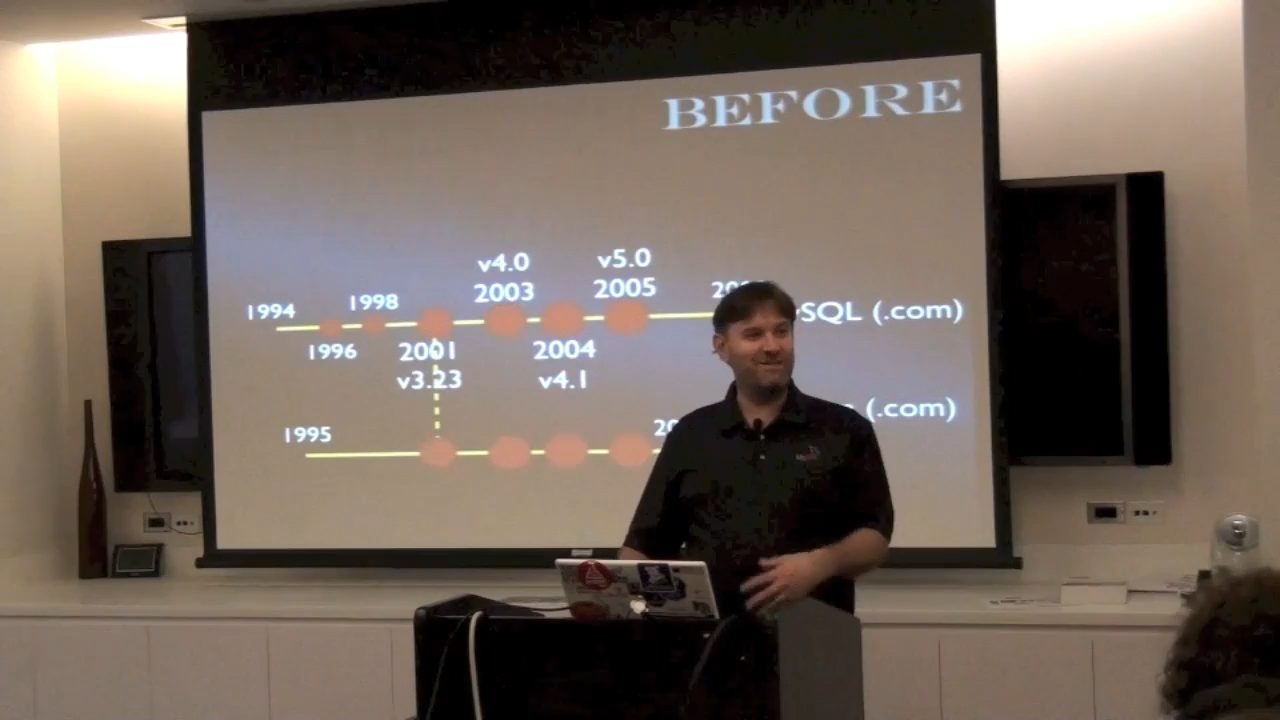 BEFORE
v4.0
v5.0
1994
1998
2003
2005
SQL (.com)
1996
2001
2004
v3.23
v4.1
(.com)
1995